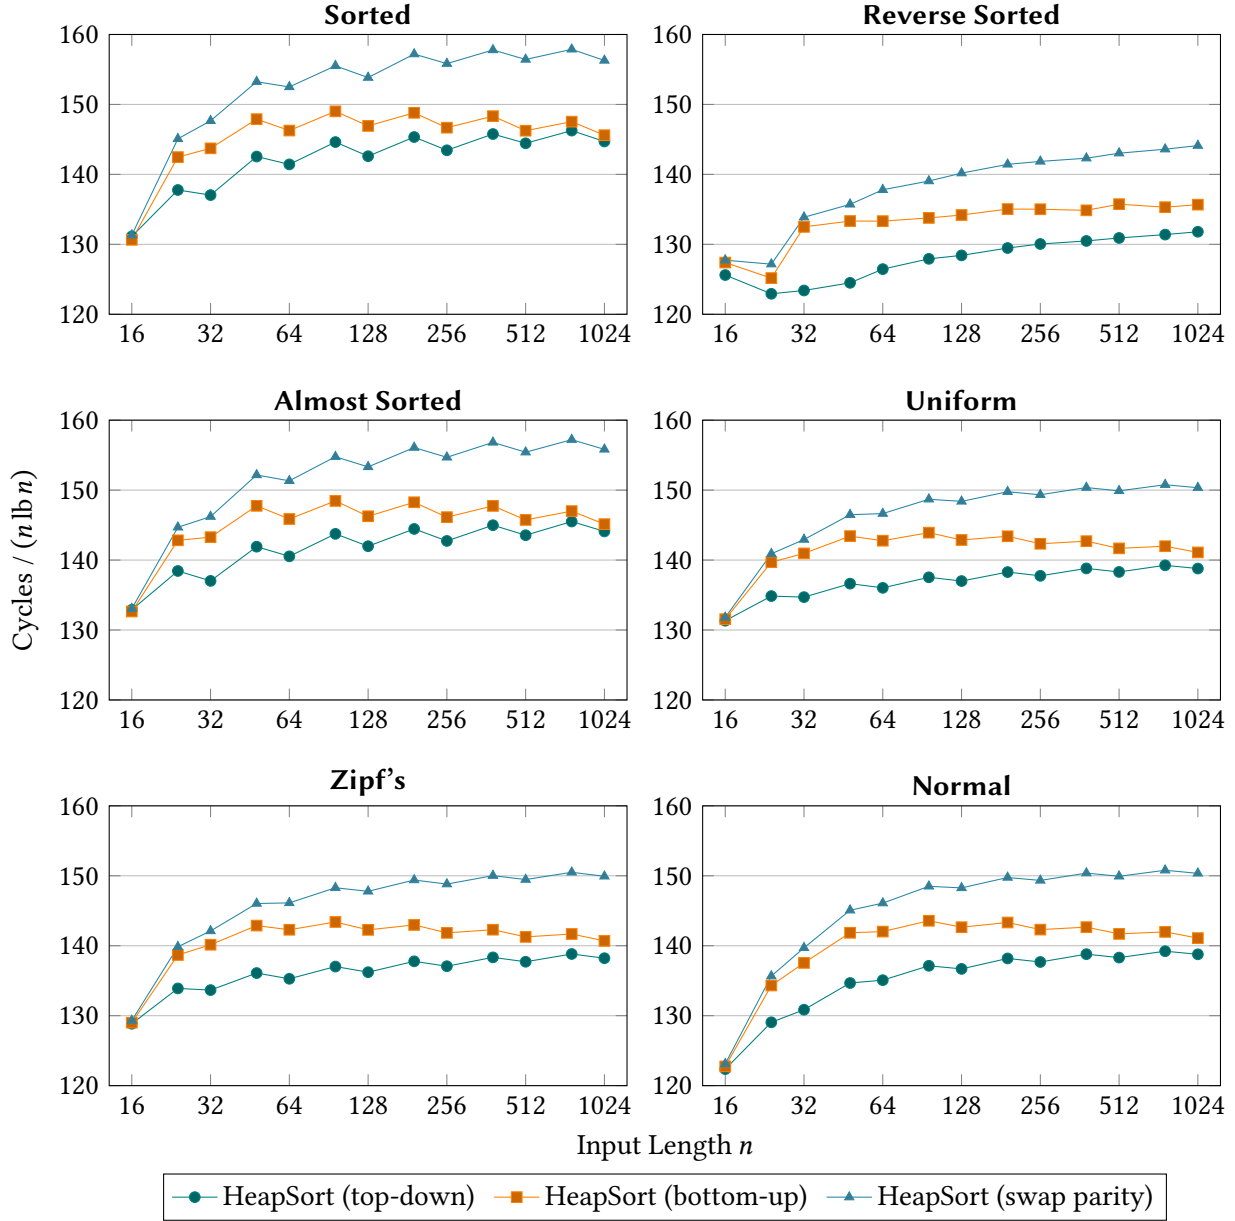 Sorted
160
150
140
130
120
16 32 64 128 256 512 1024
Reverse Sorted
160
150
140
130
120
16 32 64 128 256 512 1024
Cycles / (n lb n)
Almost Sorted
160
150
140
130
120
16 32 64 128 256 512 1024
Uniform
160
150
140
130
120
16 32 64 128 256 512 1024
Zipf's
160
150
140
130
120
16 32 64 128 256 512 1024
Normal
160
150
140
130
120
16 32 64 128 256 512 1024
Input Length n
HeapSort (top-down) HeapSort (bottom-up) HeapSort (swap parity)